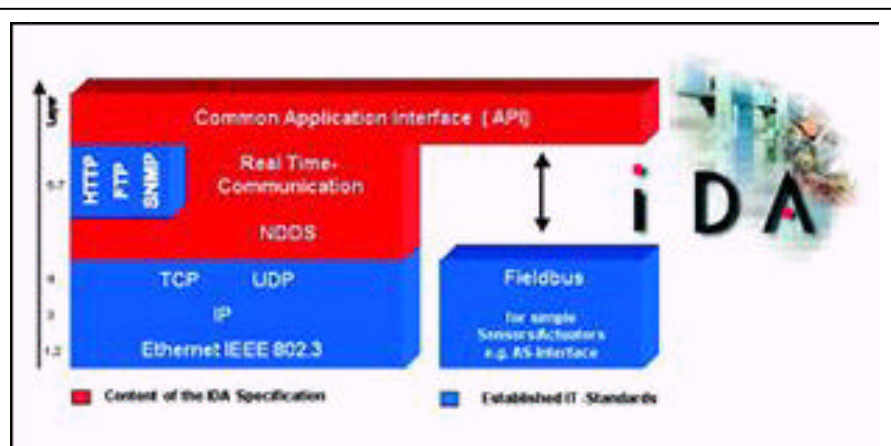 Layer
Common Application Interface ( API)
HTTP
FTP
SNMP
Real Time-
Communication
NDDS
5-7
TCP UDP
Fieldbus
4
IP
for simple
Sensors/Actuators
e.g. AS-Interface
3
Ethernet IEEE 802.3
1,2
Content of the IDA Specification
Established IT-Standards
iDA